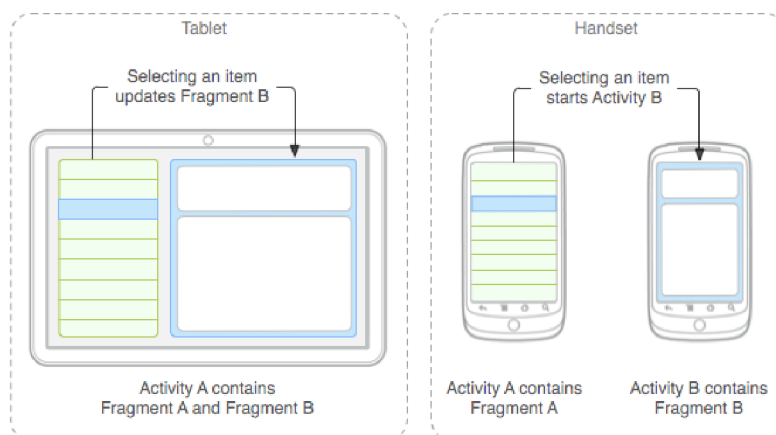 Tablet
Selecting an item
updates Fragment B
Activity A contains
Fragment A and Fragment B
Handset
Selecting an item
starts Activity B
Activity A contains
Fragment A
Activity B contains
Fragment B